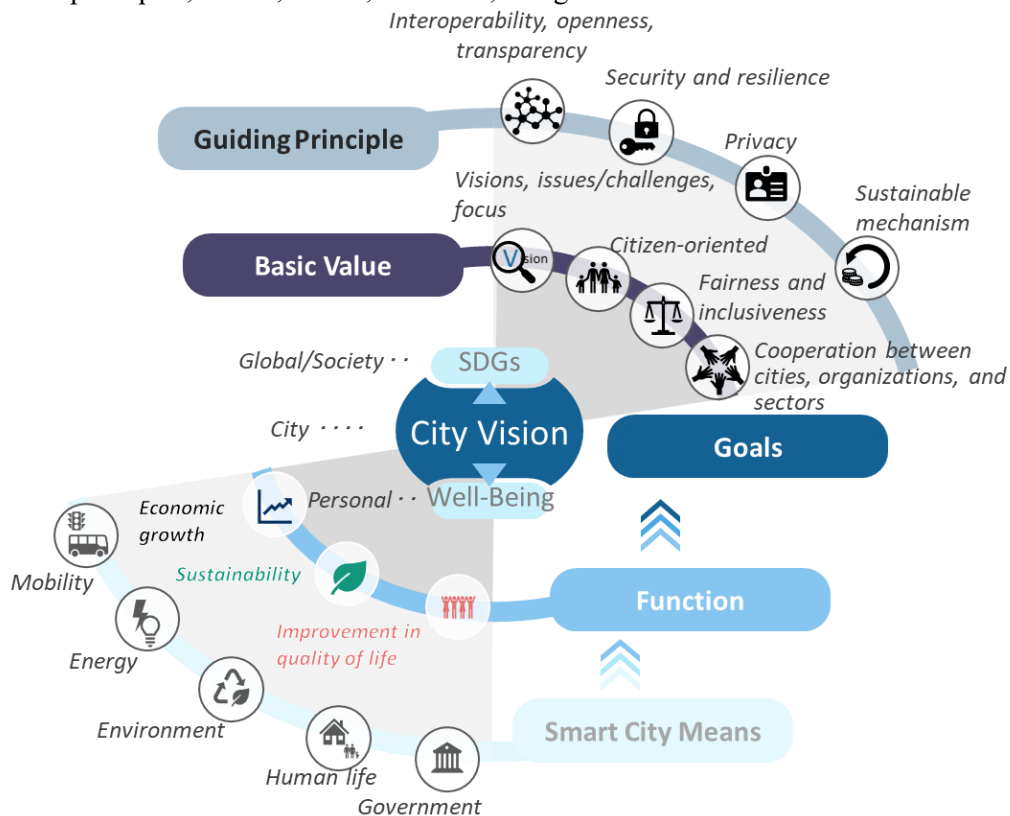 Interoperability, openness,
transparency
Security and resilience
Guiding Principle
Privacy
Visions, issues/challenges,
focus
Sustainable
mechanism
Basic Value
Vision
Citizen-oriented
Fairness and
inclusiveness
Global/Society ··
SDGs
Cooperation between
cities, organizations, and
sectors
City ····
City Vision
Goals
Personal ··
Well-Being
Economic
growth
Mobility
Sustainability
Function
Improvement in
quality of life
Energy
Environment
Smart City Means
Human life
Government